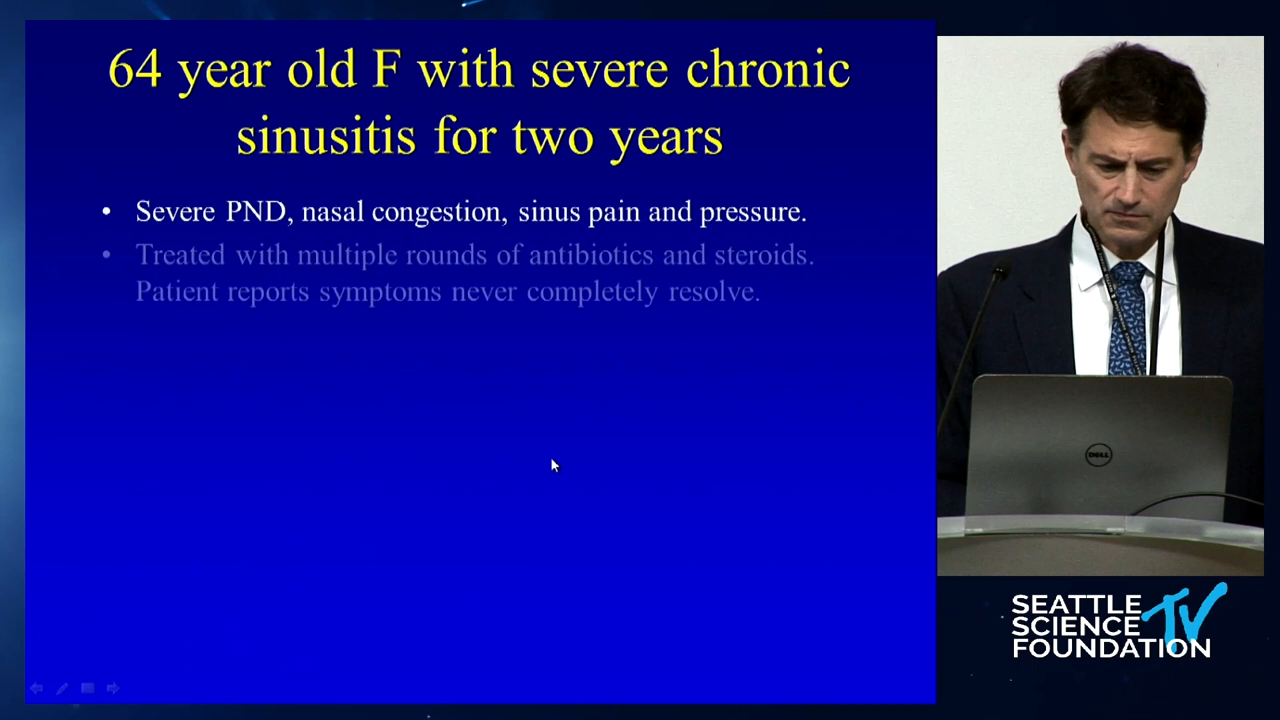 64 year old F with severe chronic
sinusitis for two years
• Severe PND, nasal congestion, sinus pain and pressure.
• Treated with multiple rounds of antibiotics and steroids.
Patient reports symptoms never completely resolve.
DELL
SEATTLE
SCIENCE
FOUNDATION
TV